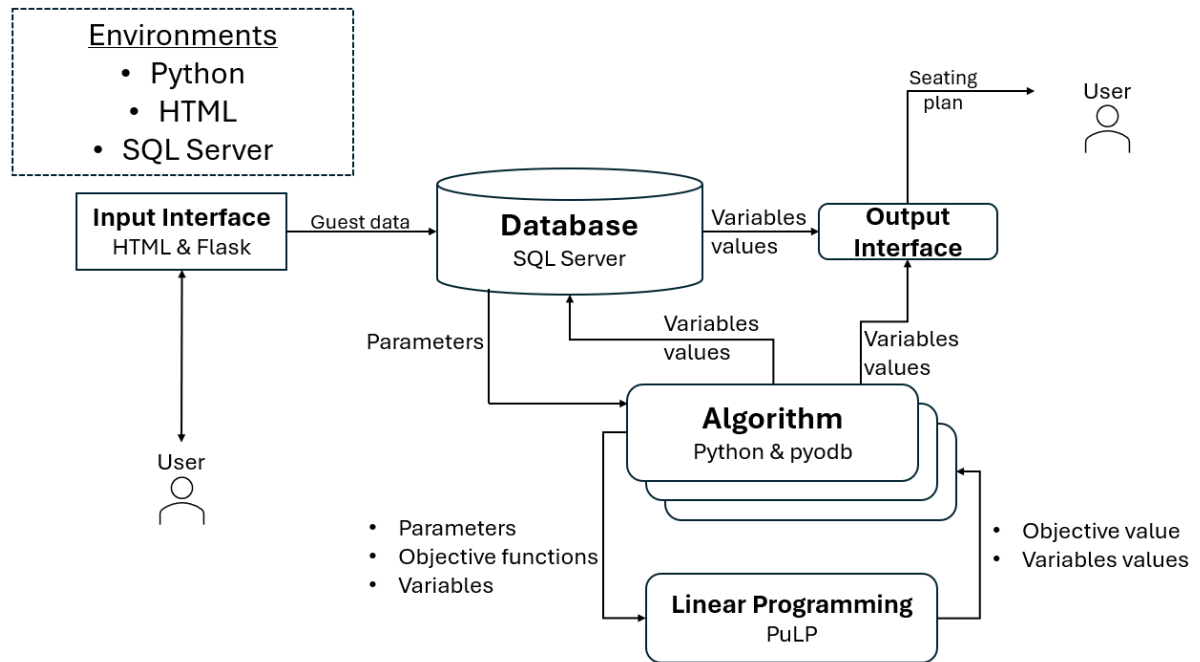 Environments
• Python
• HTML
• SQL Server
Seating
plan
User
Input Interface
HTML & Flask
Guest data
Database
SQL Server
Variables
values
Output
Interface
Parameters
Variables
values
Variables
values
Algorithm
Python & pyodb
User
• Parameters
• Objective functions
• Variables
• Objective value
• Variables values
Linear Programming
PuLP